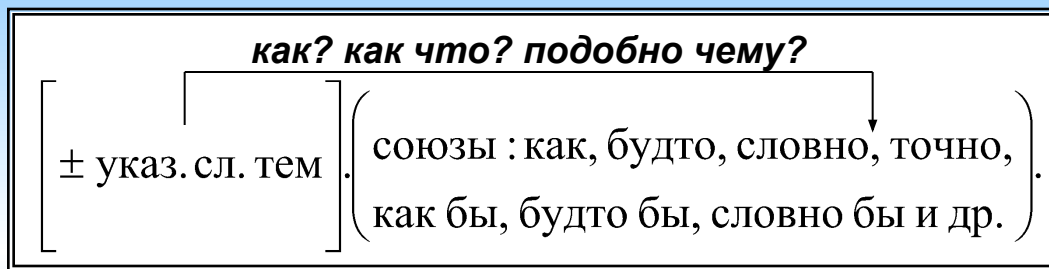 как? как что? подобно чему?
[± указ. сл. тем].(союзы : как, будто, словно, точно,
как бы, будто бы, словно бы и др.).